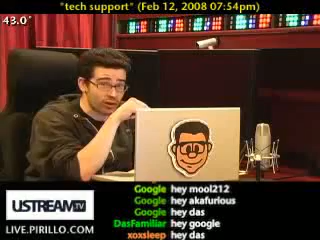 "tech support" (Feb 12, 2008 07:54pm)
43.0°
USTREAM TV
LIVE.PIRILLO.COM
Google hey mool212
Google hey akafurious
Google hey das
DasFamiliar hey google
xoxsleep hey das